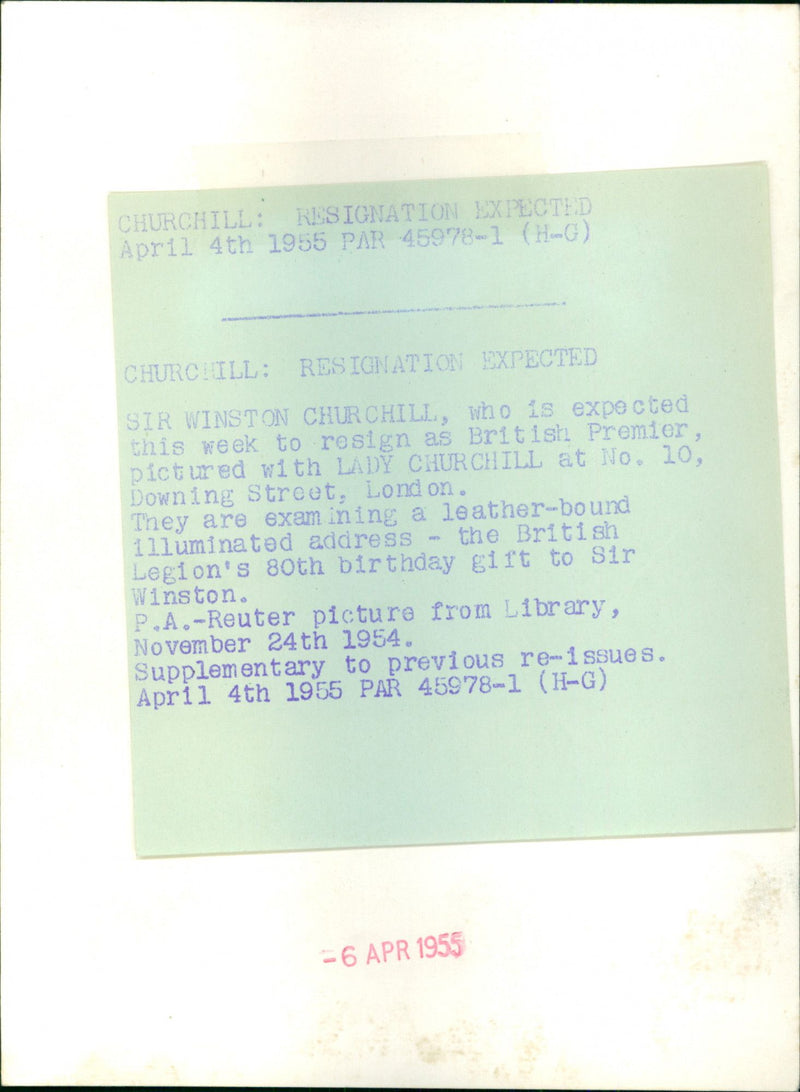 CHURCHILL: RESIGNATION EXPECTED
April 4th 1955 PAR 45978-1 (H-G)
CHURCHILL: RESIGNATION EXPECTED
SIR WINSTON CHURCHILL, who is expected
this week to resign as British Premier,
pictured with LADY CHURCHILL at No. 10,
Downing Street, London.
They are examining a leather-bound
illuminated address - the British
Legion's 80th birthday gift to Sir
Winston.
P.A.-Reuter picture from Library,
November 24th 1954.
Supplementary to previous re-issues.
April 4th 1955 PAR 45978-1 (H-G)
-6 APR 1955